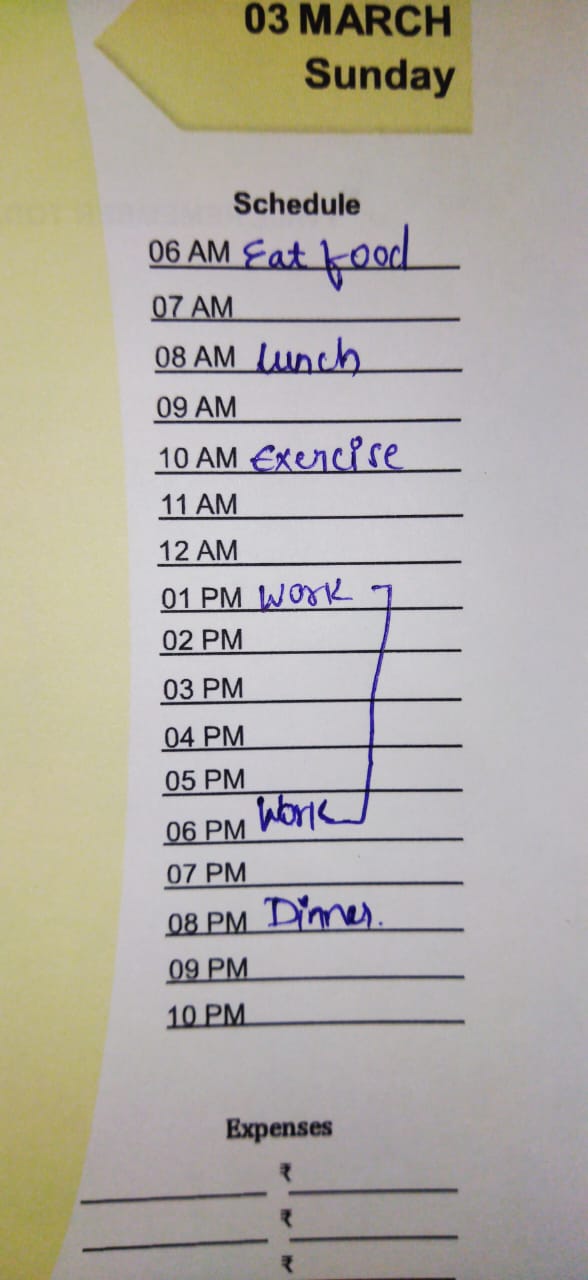 03 MARCH
Sunday
Schedule
06 AM Eat food
07 AM
08 AM Lunch
09 AM
10 AM Exercise
11 AM
12 AM
01 PM Work
02 PM
03 PM
04 PM
05 PM
06 PM Work
07 PM
08 PM Dinner.
09 PM
10 PM
Expenses
₹
₹
₹